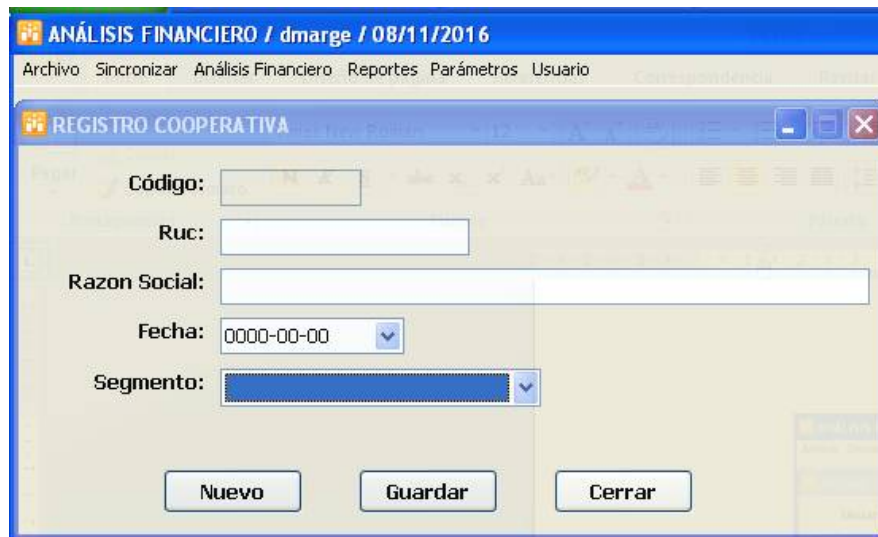 ANÁLISIS FINANCIERO / dmarge / 08/11/2016
Archivo Sincronizar Análisis Financiero Reportes Parámetros Usuario
REGISTRO COOPERATIVA
Código:
Ruc:
Razon Social:
Fecha: 0000-00-00
Segmento:
Nuevo Guardar Cerrar